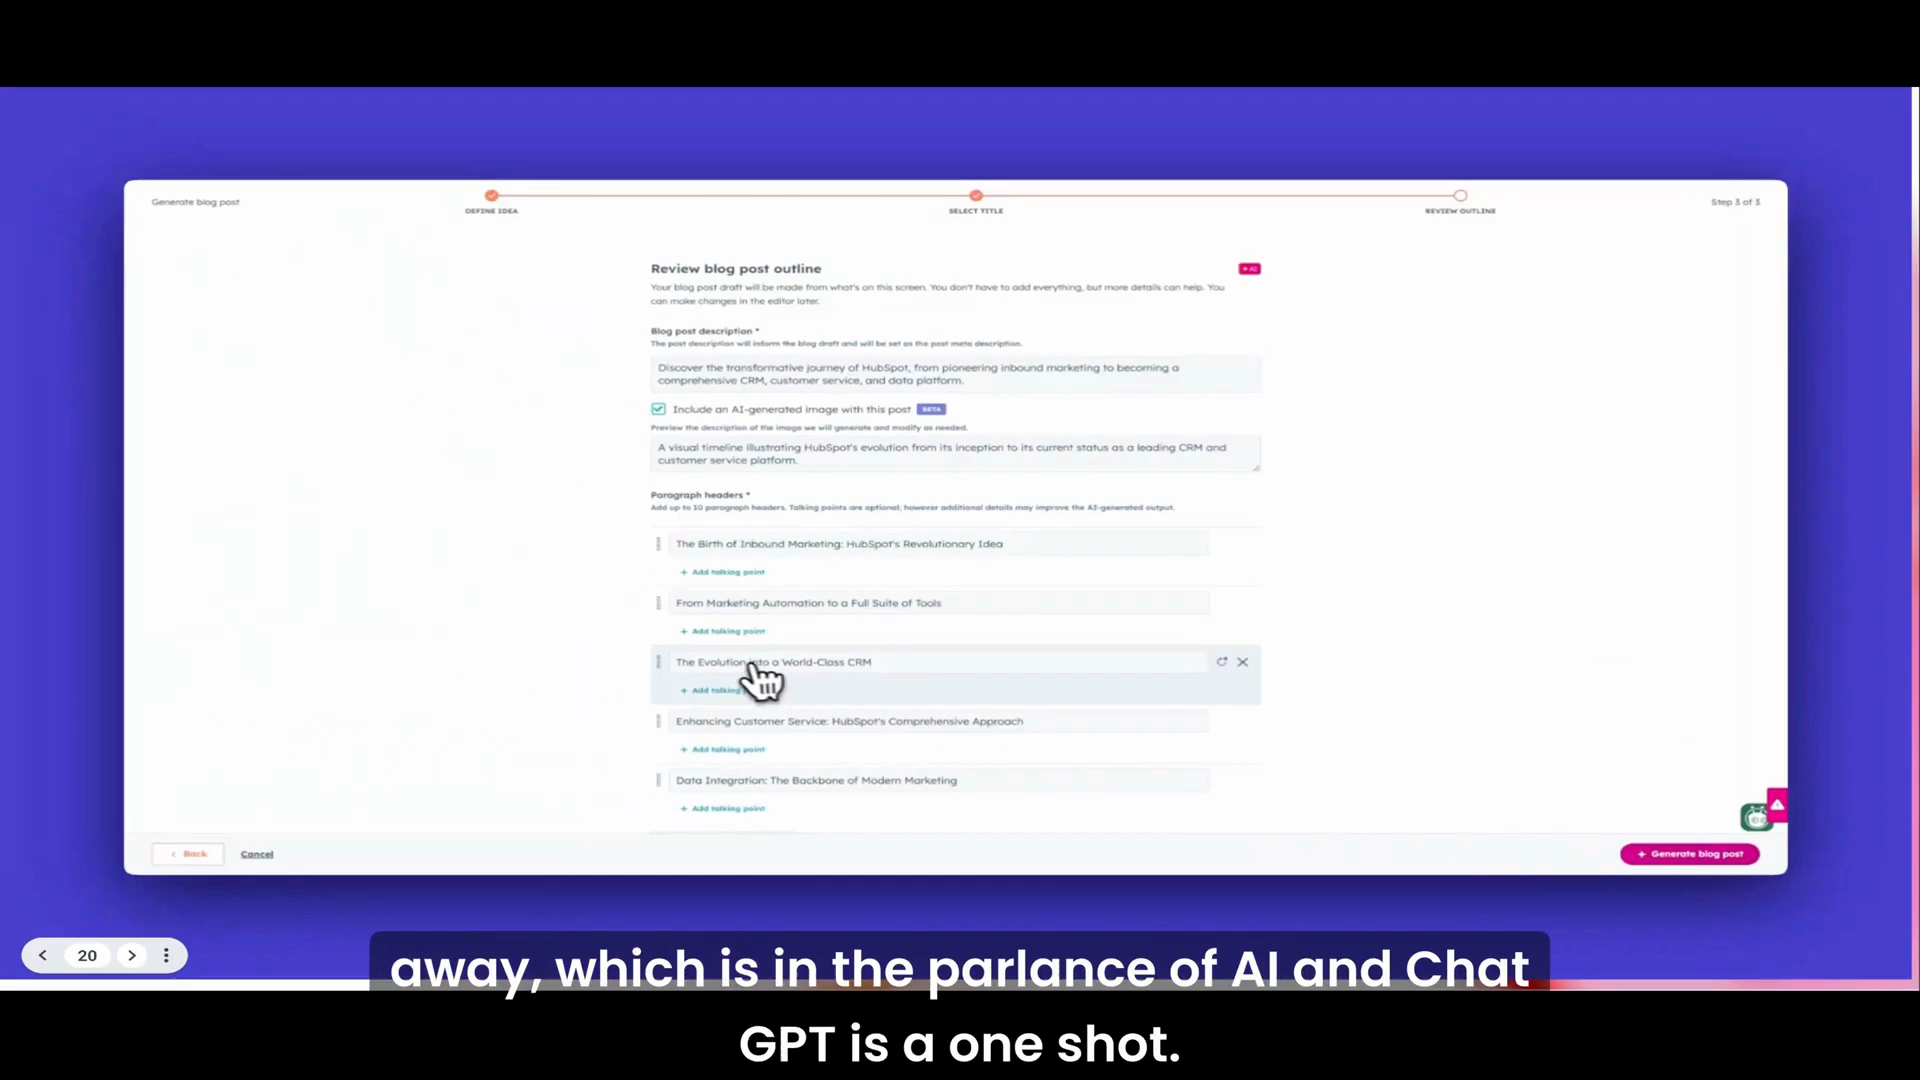 Generate blog post
DEFINE IDEA
SELECT TITLE
REVIEW OUTLINE
Step 3 of 3
Review blog post outline
AI
Your blog post draft will be made from what's on this screen. You don't have to add everything, but more details can help. You
can make changes in the editor later.
Blog post description *
The post description will inform the blog draft and will be set as the post meta description.
Discover the transformative journey of HubSpot, from pioneering inbound marketing to becoming a
comprehensive CRM, customer service, and data platform.
Include an AI-generated image with this post BETA
Preview the description of the image we will generate and modify as needed.
A visual timeline illustrating HubSpot's evolution from its inception to its current status as a leading CRM and
customer service platform.
Paragraph headers *
Add up to 10 paragraph headers. Talking points are optional, however additional details may improve the AI-generated output.
The Birth of Inbound Marketing: HubSpot's Revolutionary Idea
+ Add talking point
From Marketing Automation to a Full Suite of Tools
+ Add talking point
The Evolution into a World-Class CRM
+ Add talking
Enhancing Customer Service: HubSpot's Comprehensive Approach
+ Add talking point
Data Integration: The Backbone of Modern Marketing
+ Add talking point
< Back
Cancel
Generate blog post
20
away, which is in the parlance of AI and Chat
GPT is a one shot.